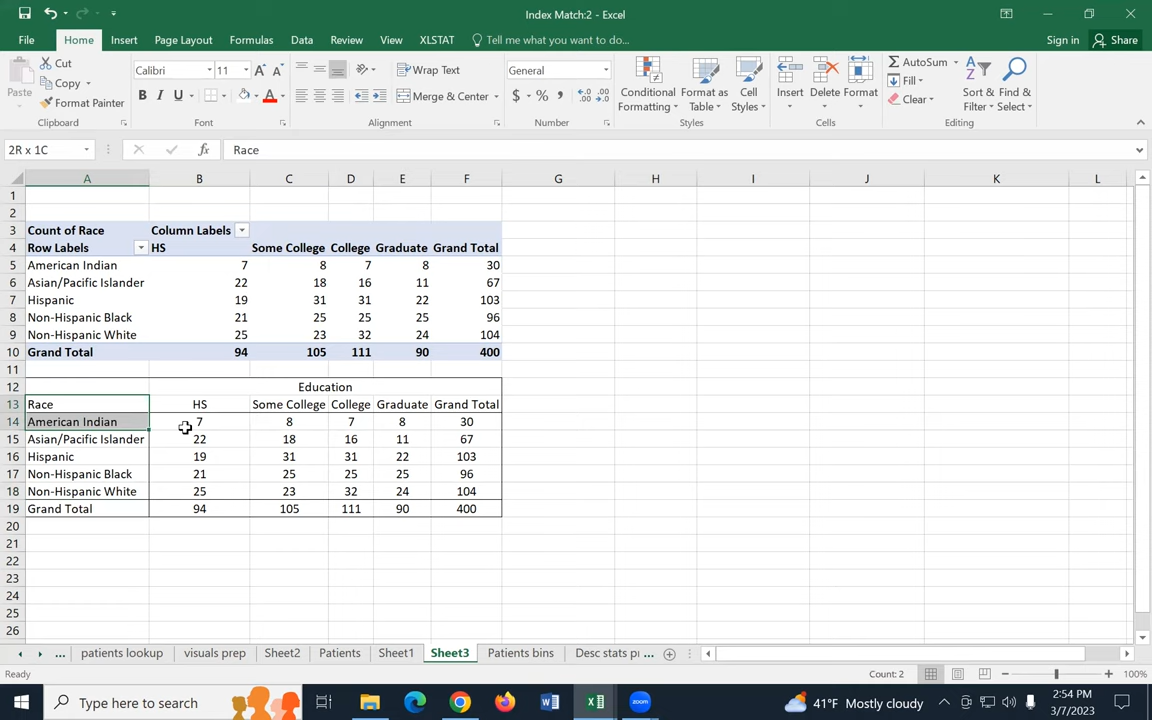 Index Match:2 - Excel
File Home Insert Page Layout Formulas Data Review View XLSTAT Tell me what you want to do... Sign in Share
Paste Cut Copy Format Painter
Calibri 11 Wrap Text General
Merge & Center
Conditional Formatting Format as Table Cell Styles Insert Delete Format
AutoSum Fill Clear Sort & Filter Find & Select
Clipboard Font Alignment Number Styles Cells Editing
2R x 1C fx Race
A B C D E F G H I J K L
1
2
3 Count of Race Column Labels
4 Row Labels HS Some College College Graduate Grand Total
5 American Indian 7 8 7 8 30
6 Asian/Pacific Islander 22 18 16 11 67
7 Hispanic 19 31 31 22 103
8 Non-Hispanic Black 21 25 25 25 96
9 Non-Hispanic White 25 23 32 24 104
10 Grand Total 94 105 111 90 400
11
12 Education
13 Race HS Some College College Graduate Grand Total
14 American Indian 7 8 7 8 30
15 Asian/Pacific Islander 22 18 16 11 67
16 Hispanic 19 31 31 22 103
17 Non-Hispanic Black 21 25 25 25 96
18 Non-Hispanic White 25 23 32 24 104
19 Grand Total 94 105 111 90 400
20
21
22
23
24
25
26
... patients lookup visuals prep Sheet2 Patients Sheet1 Sheet3 Patients bins Desc stats pr ...
Ready Count: 2 100%
Type here to search 41°F Mostly cloudy 2:54 PM
3/7/2023